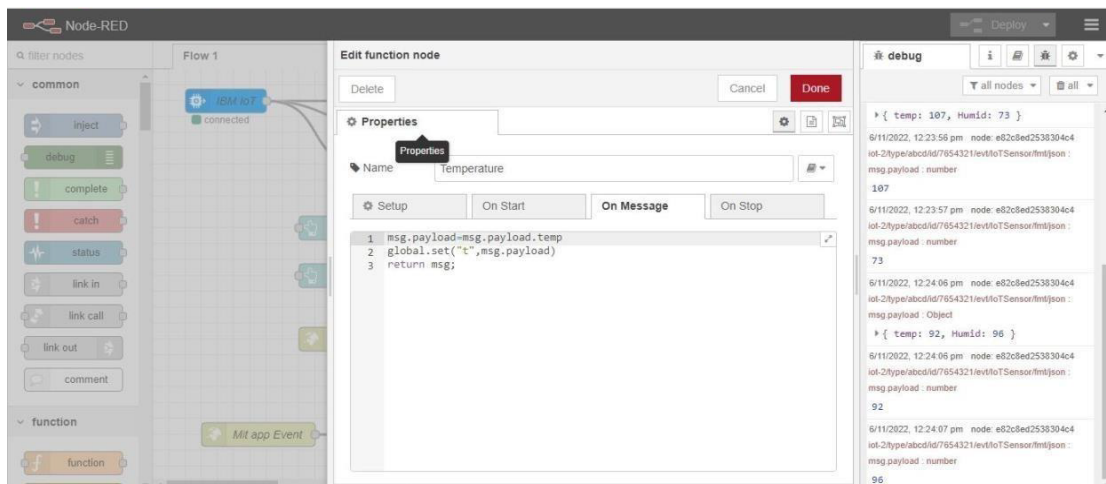 Node-RED
Deploy
filter nodes
common
inject
debug
complete
catch
status
link in
link call
link out
comment
function
function
Flow 1
IBM IoT
connected
Mit app Event
Edit function node
Delete
Cancel
Done
Properties
Properties
Name
Temperature
Setup
On Start
On Message
On Stop
1 msg.payload=msg.payload.temp
2 global.set("t",msg.payload)
3 return msg;
debug
i
all nodes
all
{ temp: 107, Humid: 73 }
6/11/2022, 12:23:56 pm node: e82c8ed2538304c4
iot-2/type/abcd/id/7654321/evt/IoTSensor/fmt/json :
msg.payload : number
107
6/11/2022, 12:23:57 pm node: e82c8ed2538304c4
iot-2/type/abcd/id/7654321/evt/IoTSensor/fmt/json :
msg.payload : number
73
6/11/2022, 12:24:06 pm node: e82c8ed2538304c4
iot-2/type/abcd/id/7654321/evt/IoTSensor/fmt/json :
msg.payload : Object
{ temp: 92, Humid: 96 }
6/11/2022, 12:24:06 pm node: e82c8ed2538304c4
iot-2/type/abcd/id/7654321/evt/IoTSensor/fmt/json :
msg.payload : number
92
6/11/2022, 12:24:07 pm node: e82c8ed2538304c4
iot-2/type/abcd/id/7654321/evt/IoTSensor/fmt/json :
msg.payload : number
96